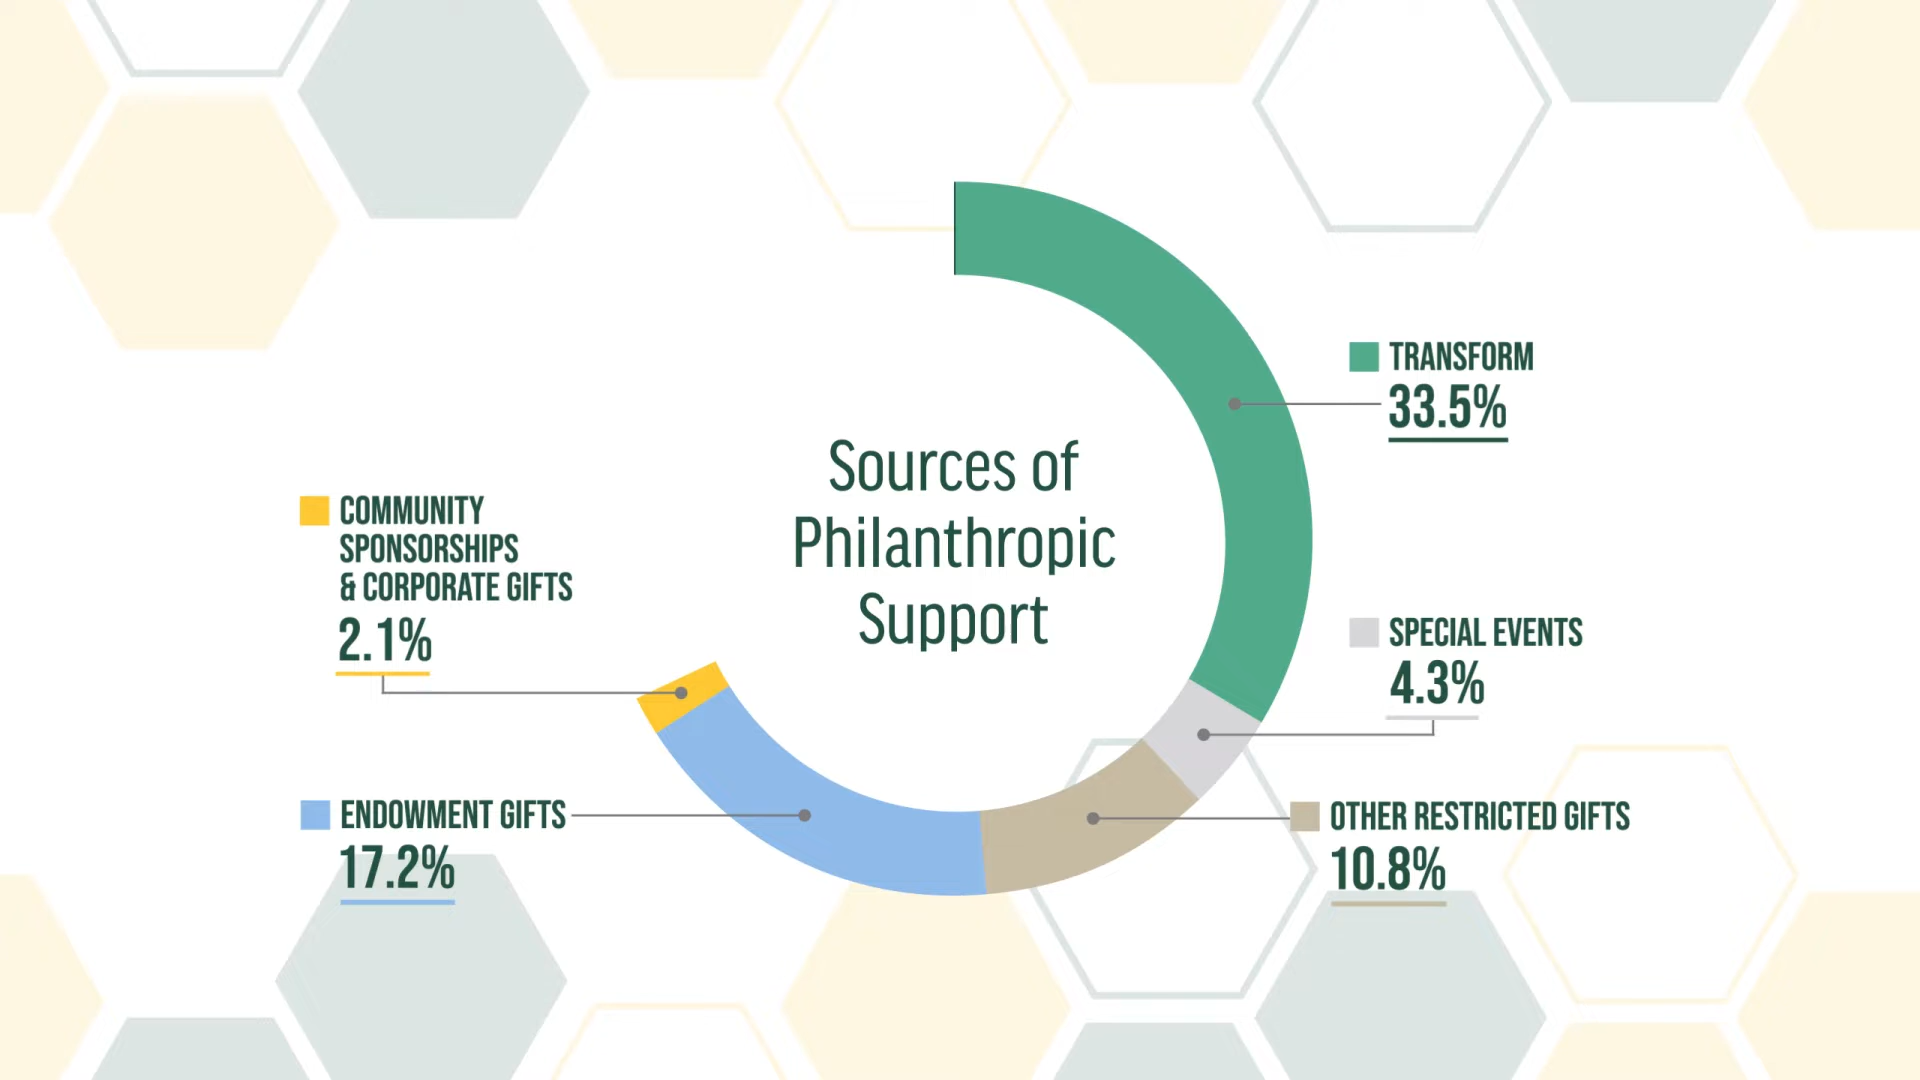 Sources of
Philanthropic
Support
TRANSFORM
33.5%
SPECIAL EVENTS
4.3%
OTHER RESTRICTED GIFTS
10.8%
ENDOWMENT GIFTS
17.2%
COMMUNITY
SPONSORSHIPS
& CORPORATE GIFTS
2.1%